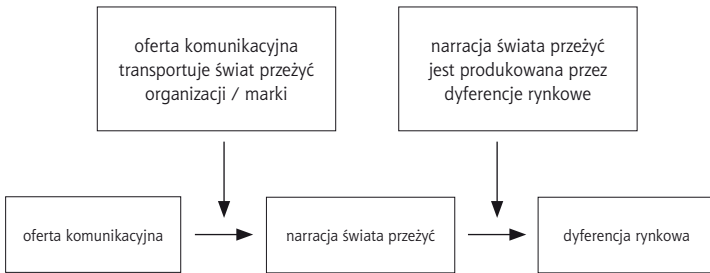 oferta komunikacyjna
transportuje świat przeżyć
organizacji / marki
narracja świata przeżyć
jest produkowana przez
dyferencje rynkowe
oferta komunikacyjna
narracja świata przeżyć
dyferencja rynkowa